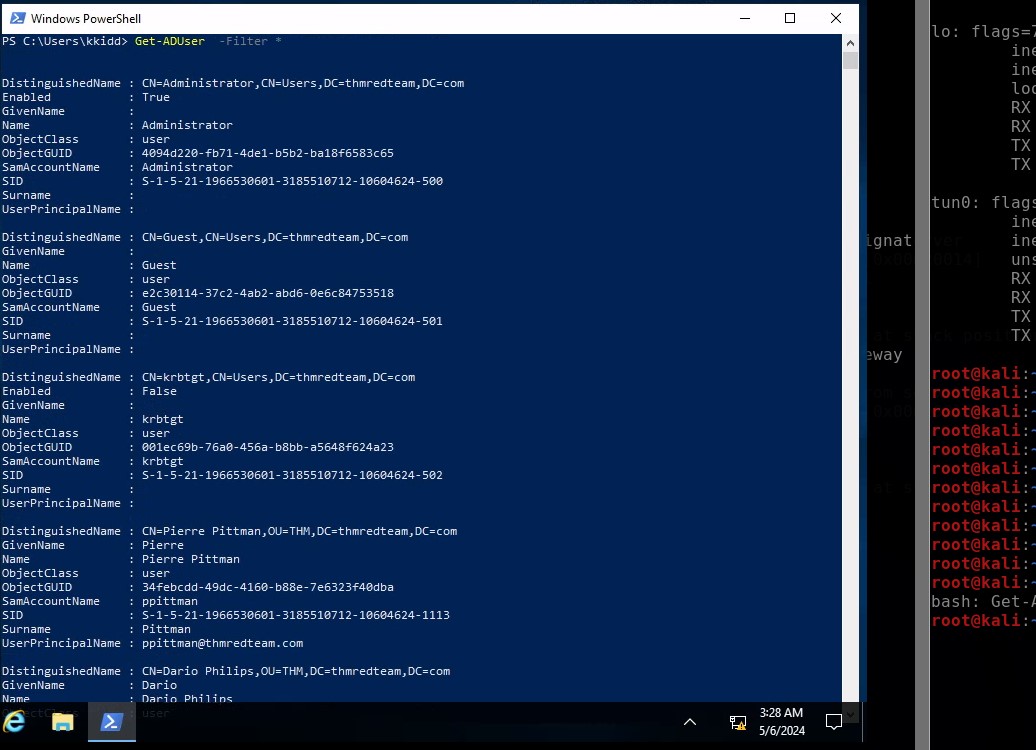 Windows PowerShell
PS C:\Users\kkidd> Get-ADUser -Filter *
DistinguishedName : CN=Administrator,CN=Users,DC=thmredteam,DC=com
Enabled : True
GivenName :
Name : Administrator
ObjectClass : user
ObjectGUID : 4094d220-fb71-4de1-b5b2-ba18f6583c65
SamAccountName : Administrator
SID : S-1-5-21-1966530601-3185510712-10604624-500
Surname :
UserPrincipalName :
DistinguishedName : CN=Guest,CN=Users,DC=thmredteam,DC=com
GivenName :
Name : Guest
ObjectClass : user
ObjectGUID : e2c30114-37c2-4ab2-abd6-0e6c84753518
SamAccountName : Guest
SID : S-1-5-21-1966530601-3185510712-10604624-501
Surname :
UserPrincipalName :
DistinguishedName : CN=krbtgt,CN=Users,DC=thmredteam,DC=com
Enabled : False
GivenName :
Name : krbtgt
ObjectClass : user
ObjectGUID : 001ec69b-76a0-456a-b8bb-a5648f624a23
SamAccountName : krbtgt
SID : S-1-5-21-1966530601-3185510712-10604624-502
Surname :
UserPrincipalName :
DistinguishedName : CN=Pierre Pittman,OU=THM,DC=thmredteam,DC=com
GivenName : Pierre
Name : Pierre Pittman
ObjectClass : user
ObjectGUID : 34febcdd-49dc-4160-b88e-7e6323f40dba
SamAccountName : ppittman
SID : S-1-5-21-1966530601-3185510712-10604624-1113
Surname : Pittman
UserPrincipalName : ppittman@thmredteam.com
DistinguishedName : CN=Dario Philips,OU=THM,DC=thmredteam,DC=com
GivenName : Dario
Name : Dario Philips
ObjectClass : user
3:28 AM
5/6/2024
ignat
eway
lo: flags=7
ine
ine
loo
RX
RX
TX
TX
tun0: flags
ine
ine
uns
RX
RX
TX
TX
root@kali:~
root@kali:~
root@kali:~
root@kali:~
root@kali:~
root@kali:~
root@kali:~
root@kali:~
root@kali:~
root@kali:~
root@kali:~
root@kali:~
bash: Get-A
root@kali:~